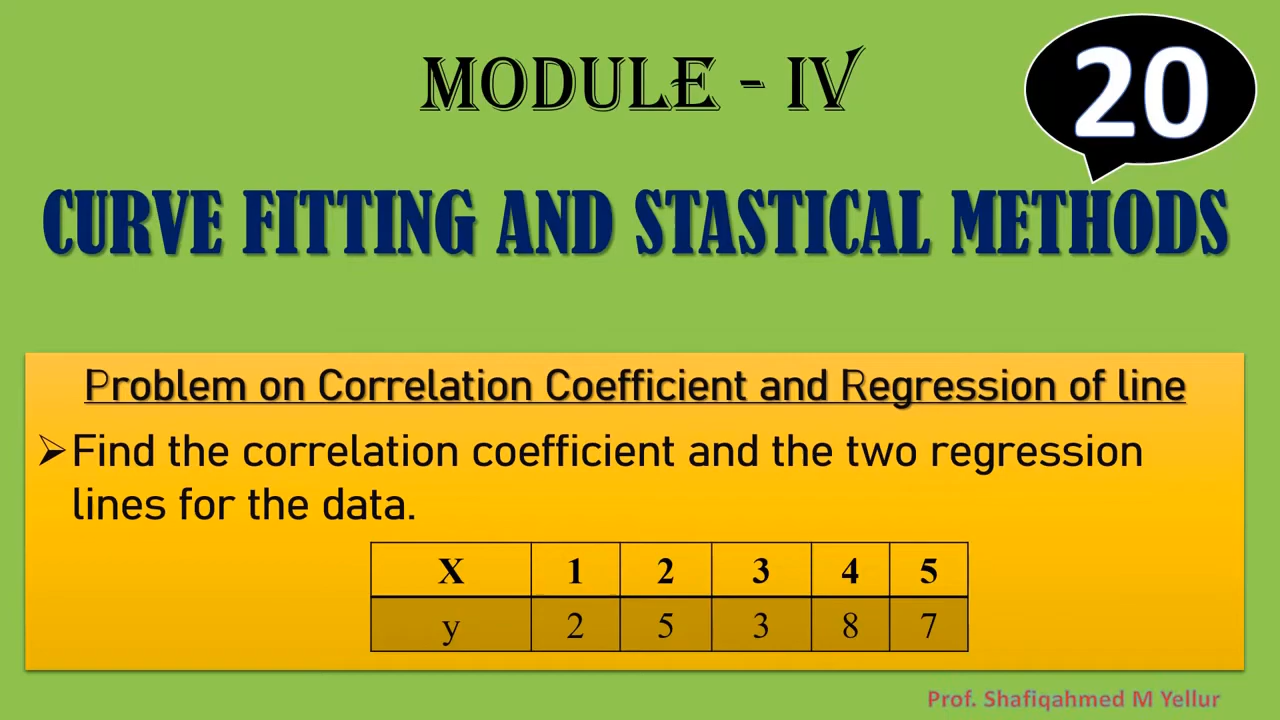 MODULE - IV
20
CURVE FITTING AND STASTICAL METHODS
Problem on Correlation Coefficient and Regression of line
➢Find the correlation coefficient and the two regression
lines for the data.
X 1 2 3 4 5
y 2 5 3 8 7
Prof. Shafiqahmed M Yellur